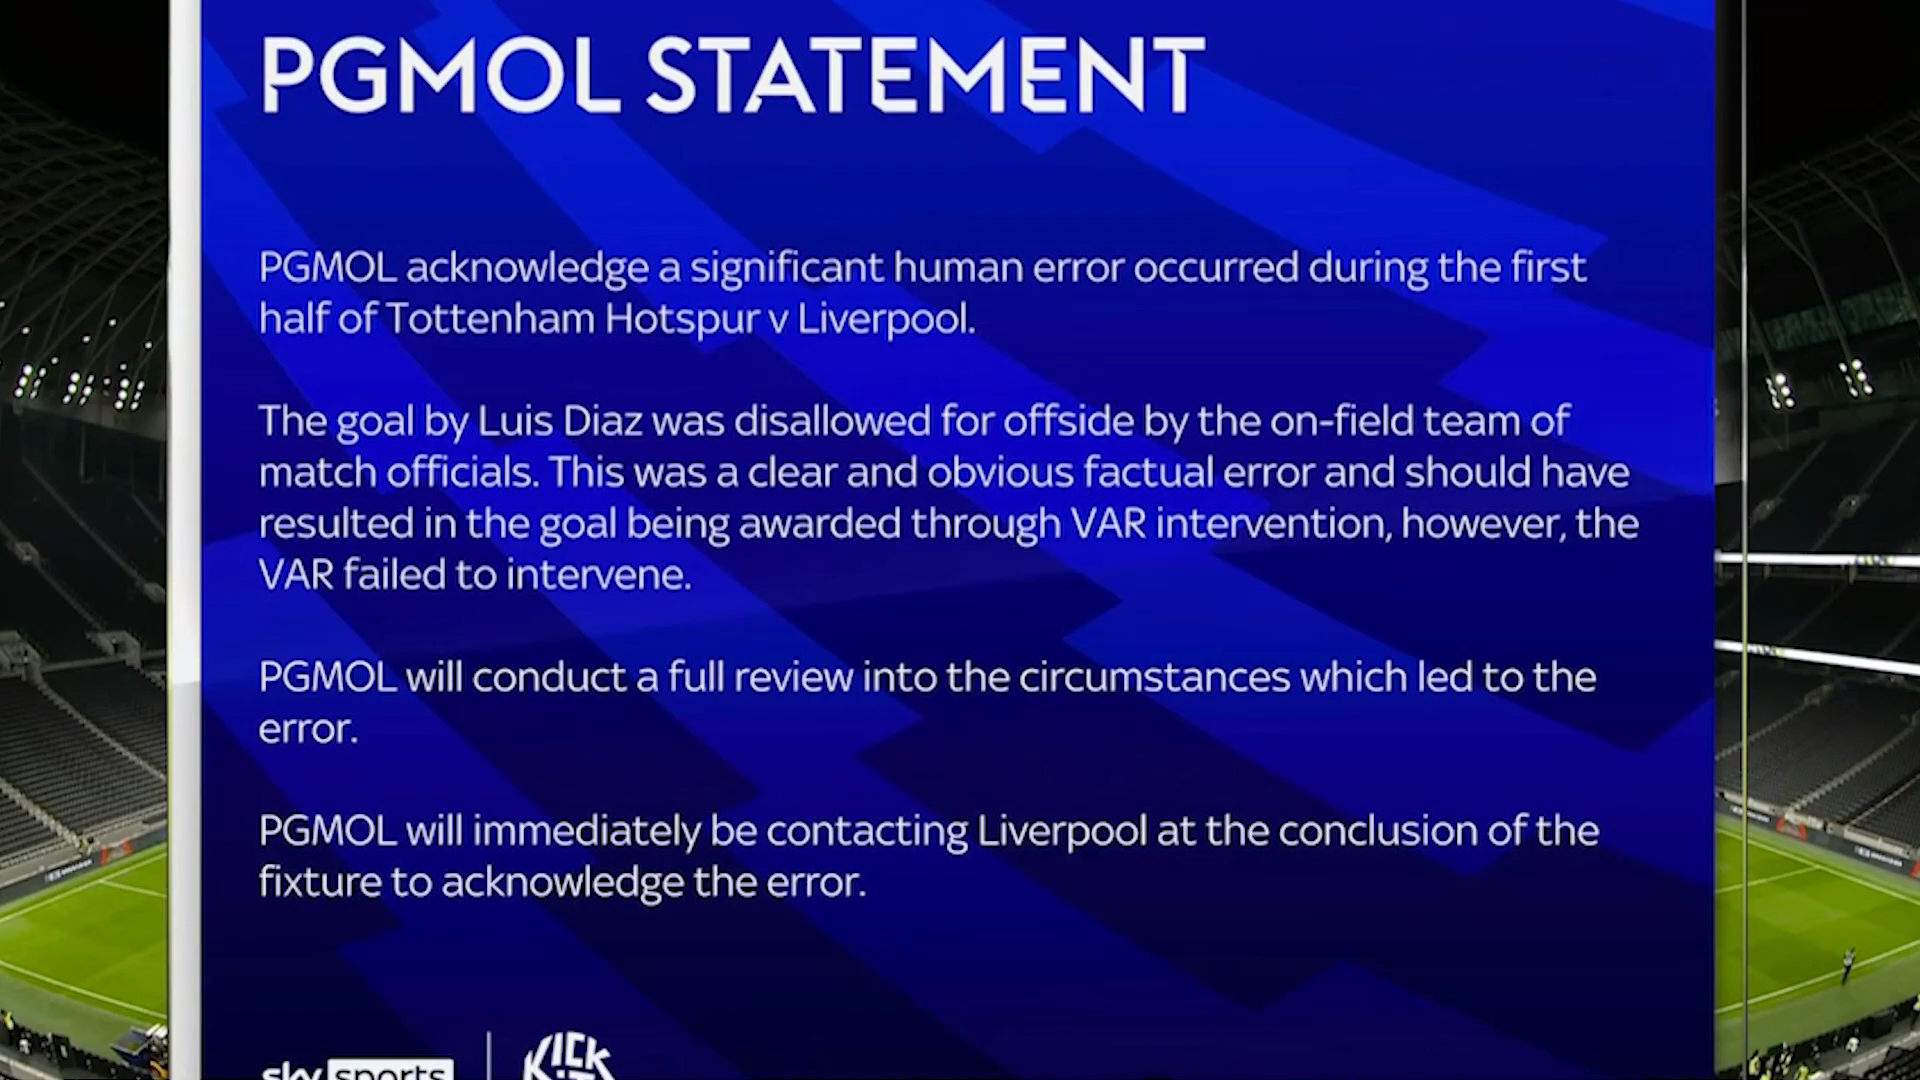 PGMOL STATEMENT
PGMOL acknowledge a significant human error occurred during the first
half of Tottenham Hotspur v Liverpool.
The goal by Luis Diaz was disallowed for offside by the on-field team of
match officials. This was a clear and obvious factual error and should have
resulted in the goal being awarded through VAR intervention, however, the
VAR failed to intervene.
PGMOL will conduct a full review into the circumstances which led to the
error.
PGMOL will immediately be contacting Liverpool at the conclusion of the
fixture to acknowledge the error.
sky sports
KICK